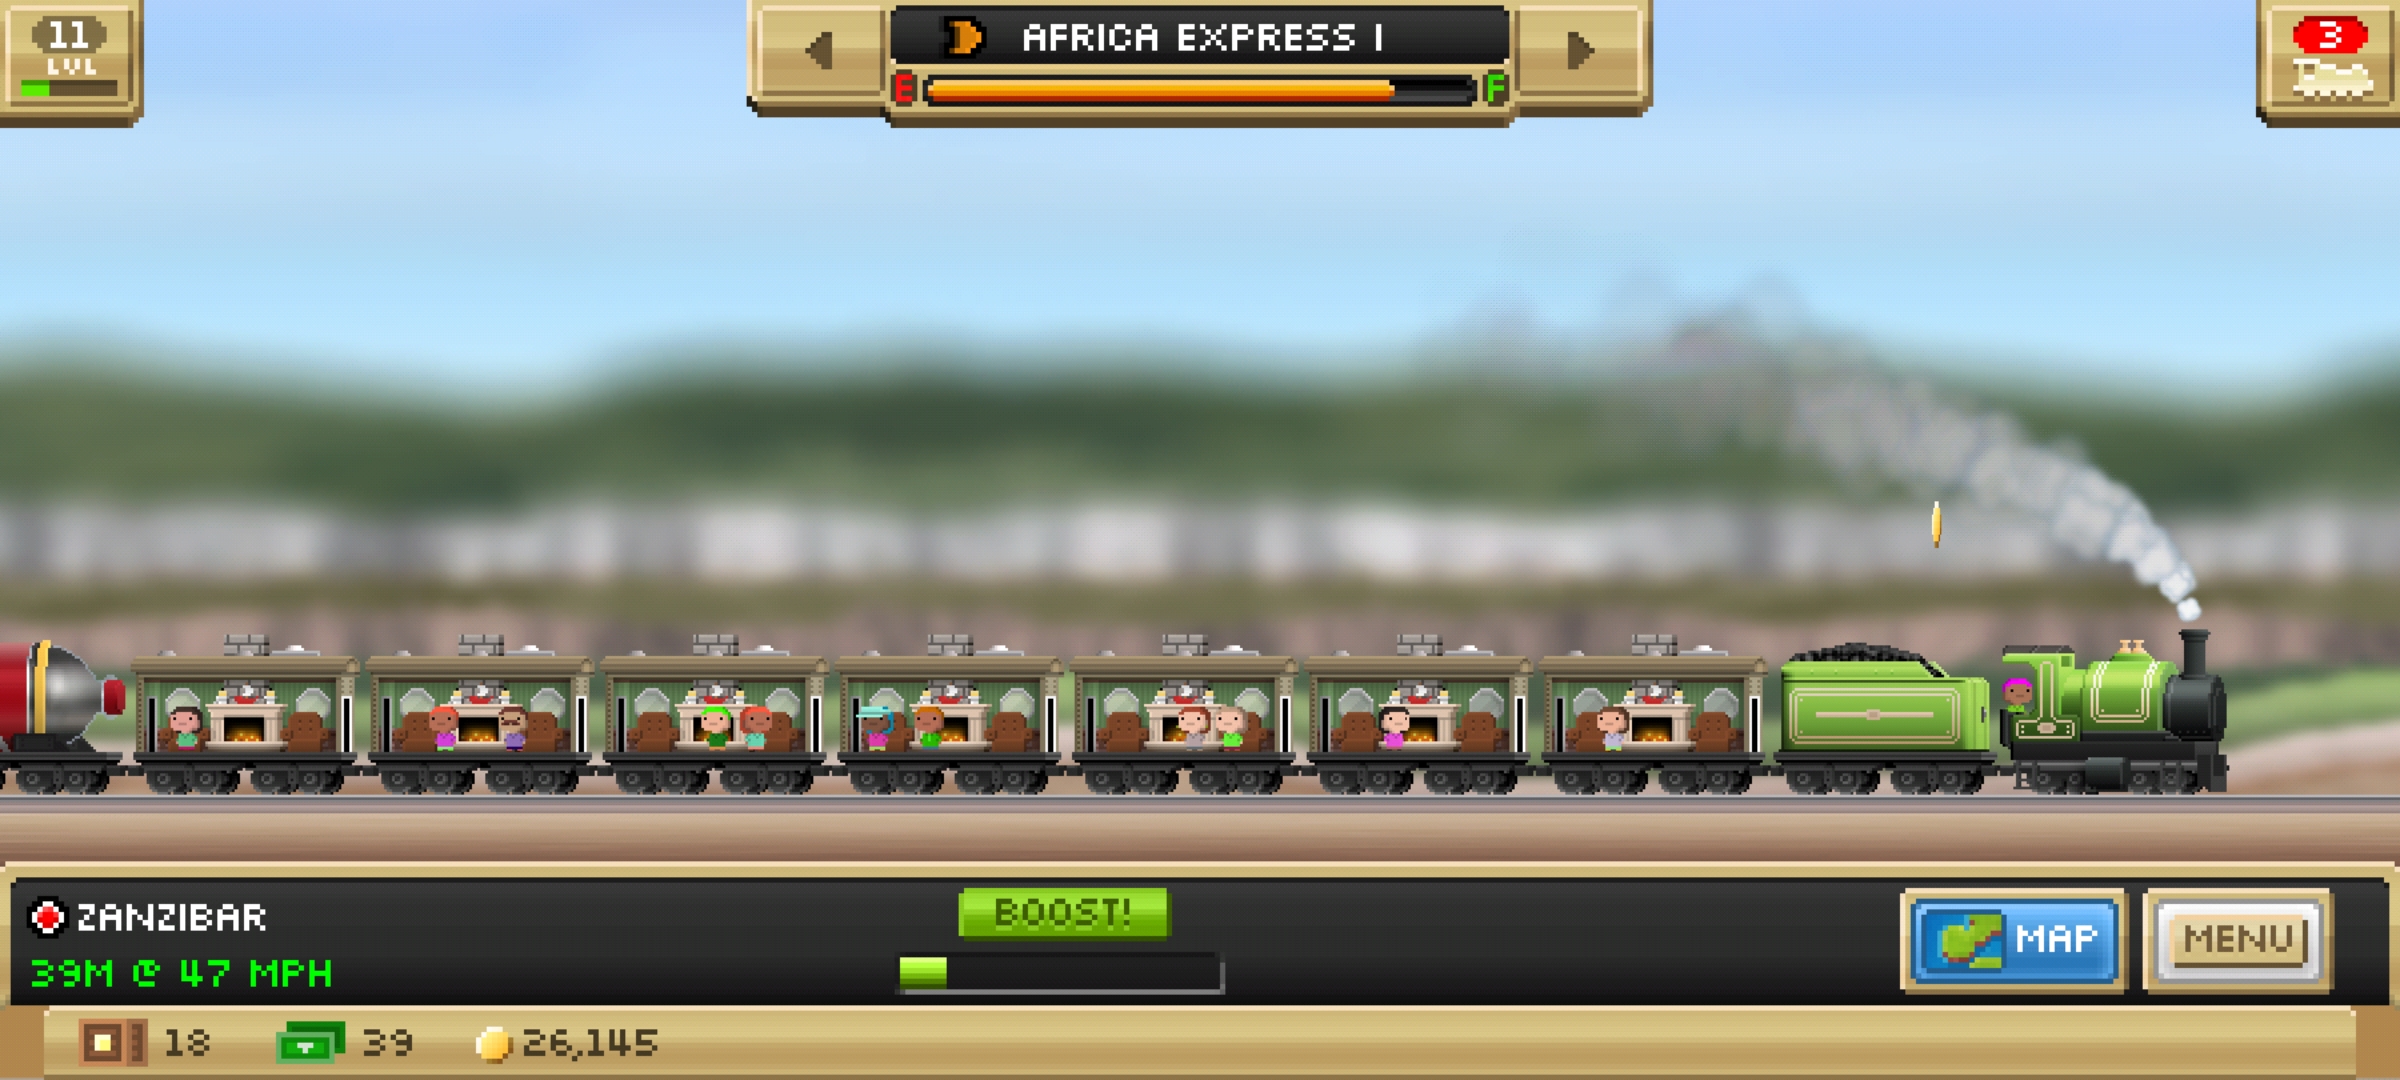 11
LVL
AFRICA EXPRESS I
E F
3
ZANZIBAR
39M @ 47 MPH
BOOST!
MAP
MENU
18
39
26,145